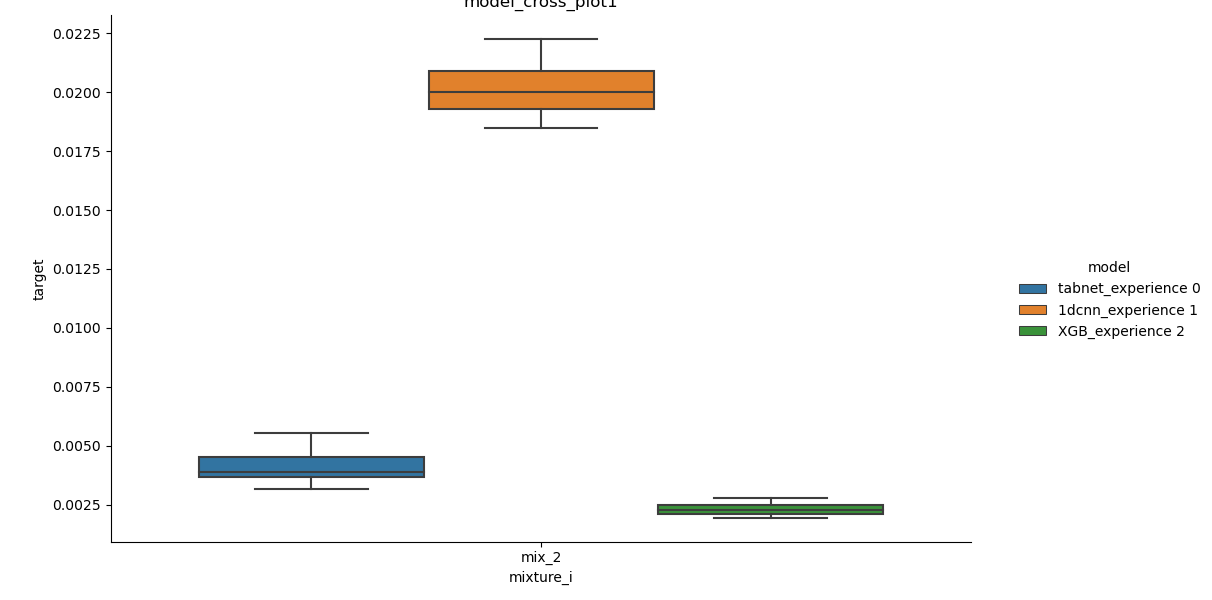 model_cross_plot1
0.0225
0.0200
0.0175
0.0150
0.0125
0.0100
0.0075
0.0050
0.0025
target
mix_2
mixture_i
model
tabnet_experience 0
1dcnn_experience 1
XGB_experience 2